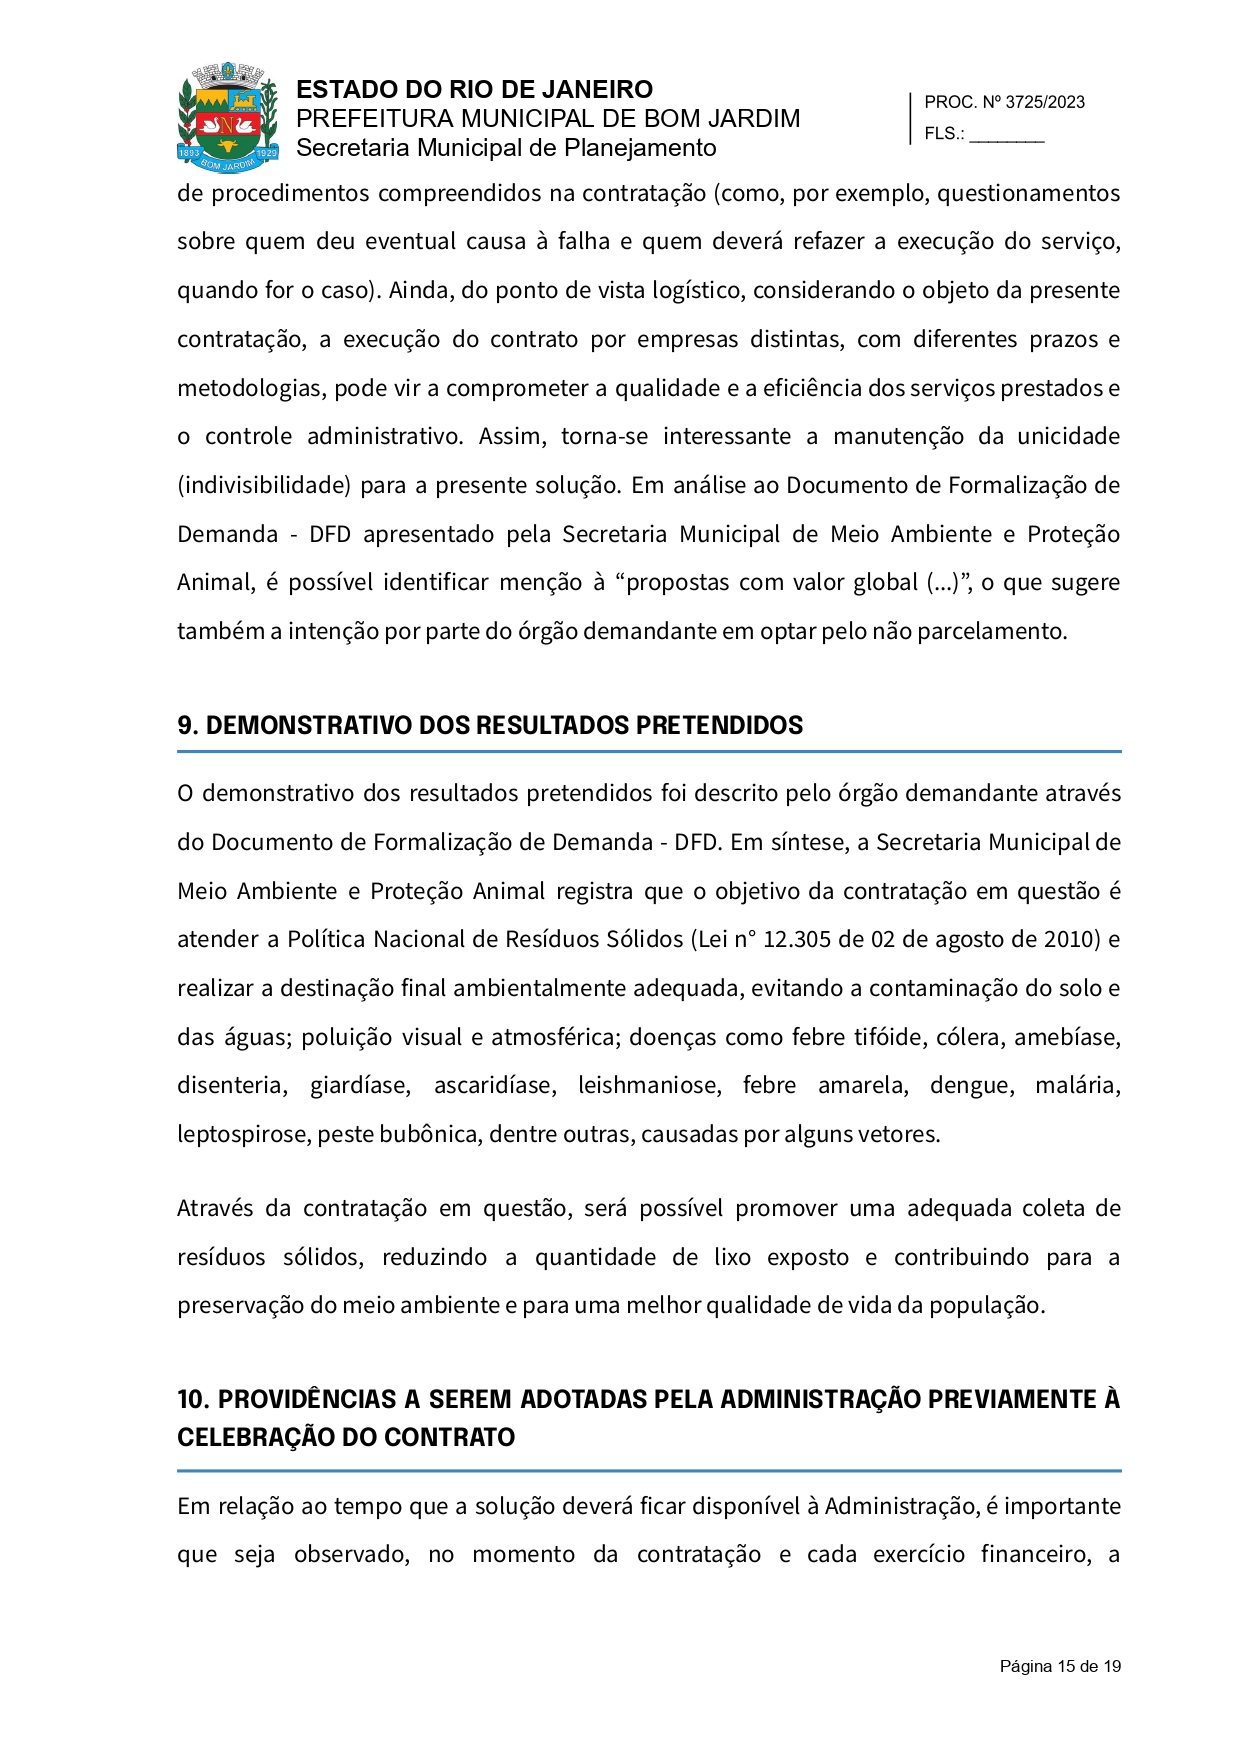 ESTADO DO RIO DE JANEIRO
PREFEITURA MUNICIPAL DE BOM JARDIM
Secretaria Municipal de Planejamento
PROC. Nº 3725/2023
FLS.: ________
N
1893
1929
BOM JARDIM
de procedimentos compreendidos na contratação (como, por exemplo, questionamentos
sobre quem deu eventual causa à falha e quem deverá refazer a execução do serviço,
quando for o caso). Ainda, do ponto de vista logístico, considerando o objeto da presente
contratação, a execução do contrato por empresas distintas, com diferentes prazos e
metodologias, pode vir a comprometer a qualidade e a eficiência dos serviços prestados e
o controle administrativo. Assim, torna-se interessante a manutenção da unicidade
(indivisibilidade) para a presente solução. Em análise ao Documento de Formalização de
Demanda - DFD apresentado pela Secretaria Municipal de Meio Ambiente e Proteção
Animal, é possível identificar menção à “propostas com valor global (...)”, o que sugere
também a intenção por parte do órgão demandante em optar pelo não parcelamento.
9. DEMONSTRATIVO DOS RESULTADOS PRETENDIDOS
O demonstrativo dos resultados pretendidos foi descrito pelo órgão demandante através
do Documento de Formalização de Demanda - DFD. Em síntese, a Secretaria Municipal de
Meio Ambiente e Proteção Animal registra que o objetivo da contratação em questão é
atender a Política Nacional de Resíduos Sólidos (Lei n° 12.305 de 02 de agosto de 2010) e
realizar a destinação final ambientalmente adequada, evitando a contaminação do solo e
das águas; poluição visual e atmosférica; doenças como febre tifóide, cólera, amebíase,
disenteria, giardíase, ascaridíase, leishmaniose, febre amarela, dengue, malária,
leptospirose, peste bubônica, dentre outras, causadas por alguns vetores.
Através da contratação em questão, será possível promover uma adequada coleta de
resíduos sólidos, reduzindo a quantidade de lixo exposto e contribuindo para a
preservação do meio ambiente e para uma melhor qualidade de vida da população.
10. PROVIDÊNCIAS A SEREM ADOTADAS PELA ADMINISTRAÇÃO PREVIAMENTE À
CELEBRAÇÃO DO CONTRATO
Em relação ao tempo que a solução deverá ficar disponível à Administração, é importante
que seja observado, no momento da contratação e cada exercício financeiro, a
Página 15 de 19